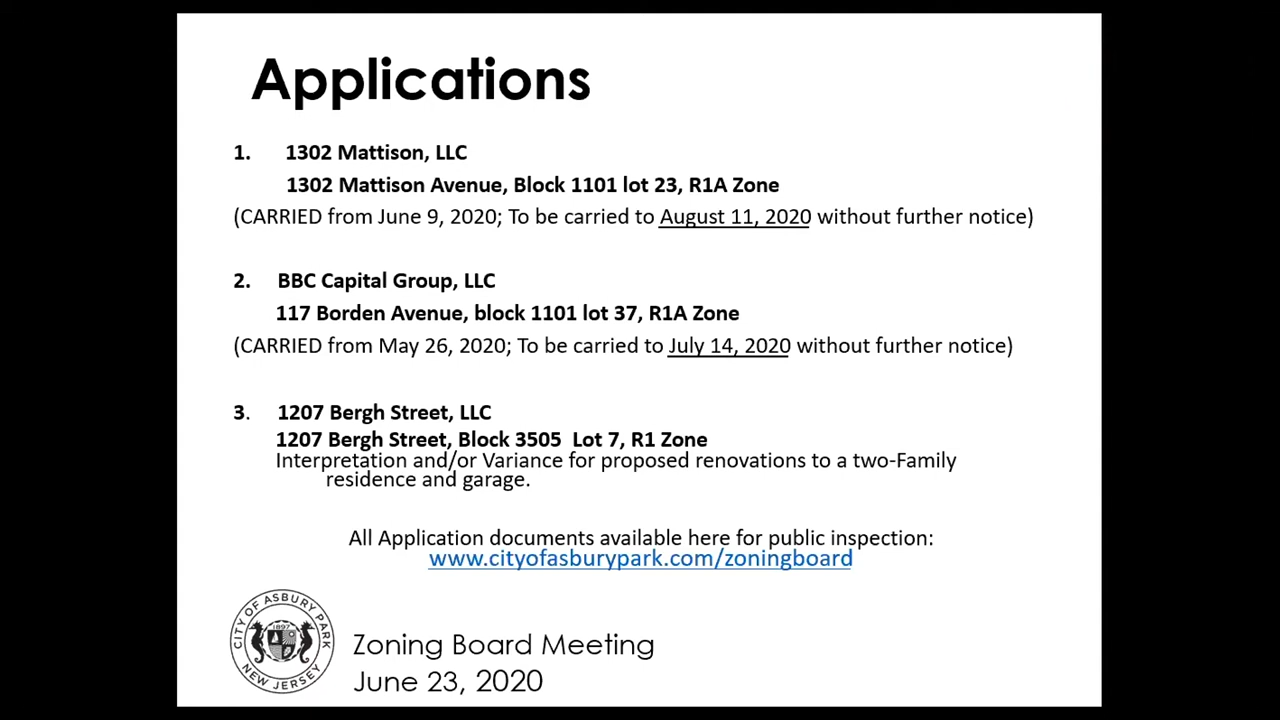 Applications
1. 1302 Mattison, LLC
1302 Mattison Avenue, Block 1101 lot 23, R1A Zone
(CARRIED from June 9, 2020; To be carried to August 11, 2020 without further notice)
2. BBC Capital Group, LLC
117 Borden Avenue, block 1101 lot 37, R1A Zone
(CARRIED from May 26, 2020; To be carried to July 14, 2020 without further notice)
3. 1207 Bergh Street, LLC
1207 Bergh Street, Block 3505 Lot 7, R1 Zone
Interpretation and/or Variance for proposed renovations to a two-Family
residence and garage.
All Application documents available here for public inspection:
www.cityofasburypark.com/zoningboard
CITY OF ASBURY PARK
1897
NEW JERSEY
Zoning Board Meeting
June 23, 2020